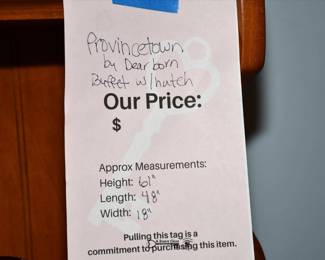 Provincetown
by Dearborn
Buffet w/hutch
Our Price:
$
Approx Measurements:
Height: 61"
Length: 48"
Width: 18"
Pulling this tag is a
commitment to purchasing this item.